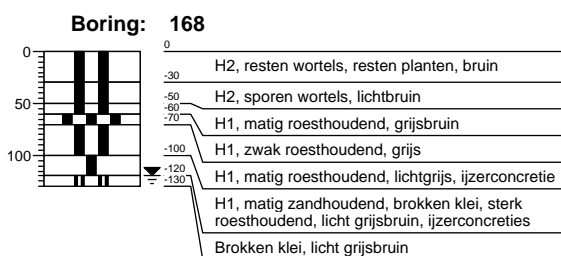 Boring: 168
0
50
100
0
-30
-50
-60
-70
-100
-120
-130
H2, resten wortels, resten planten, bruin
H2, sporen wortels, lichtbruin
H1, matig roesthoudend, grijsbruin
H1, zwak roesthoudend, grijs
H1, matig roesthoudend, lichtgrijs, ijzerconcretie
H1, matig zandhoudend, brokken klei, sterk
roesthoudend, licht grijsbruin, ijzerconcreties
Brokken klei, licht grijsbruin